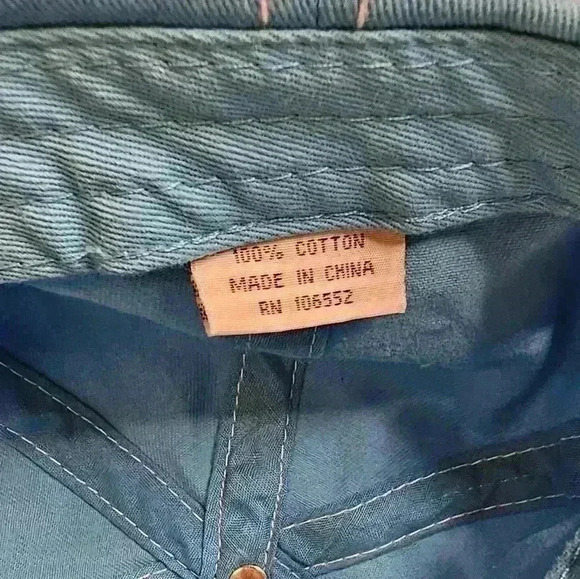 100% COTTON
MADE IN CHINA
RN 106552